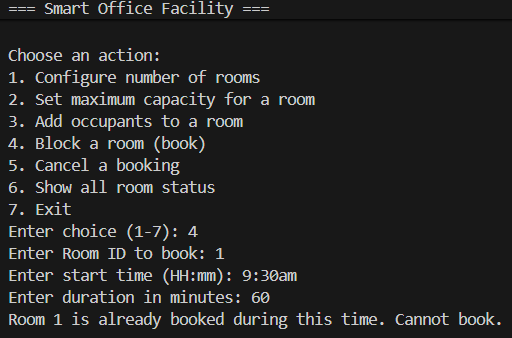 === Smart Office Facility ===
Choose an action:
1. Configure number of rooms
2. Set maximum capacity for a room
3. Add occupants to a room
4. Block a room (book)
5. Cancel a booking
6. Show all room status
7. Exit
Enter choice (1-7): 4
Enter Room ID to book: 1
Enter start time (HH:mm): 9:30am
Enter duration in minutes: 60
Room 1 is already booked during this time. Cannot book.